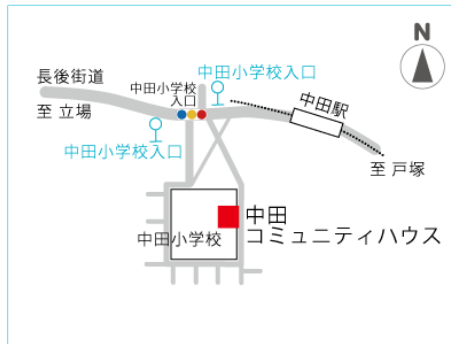 N
長後街道
至 立場
中田小学校
入口
中田小学校入口
中田駅
中田小学校入口
至 戸塚
中田小学校
中田
コミュニティハウス